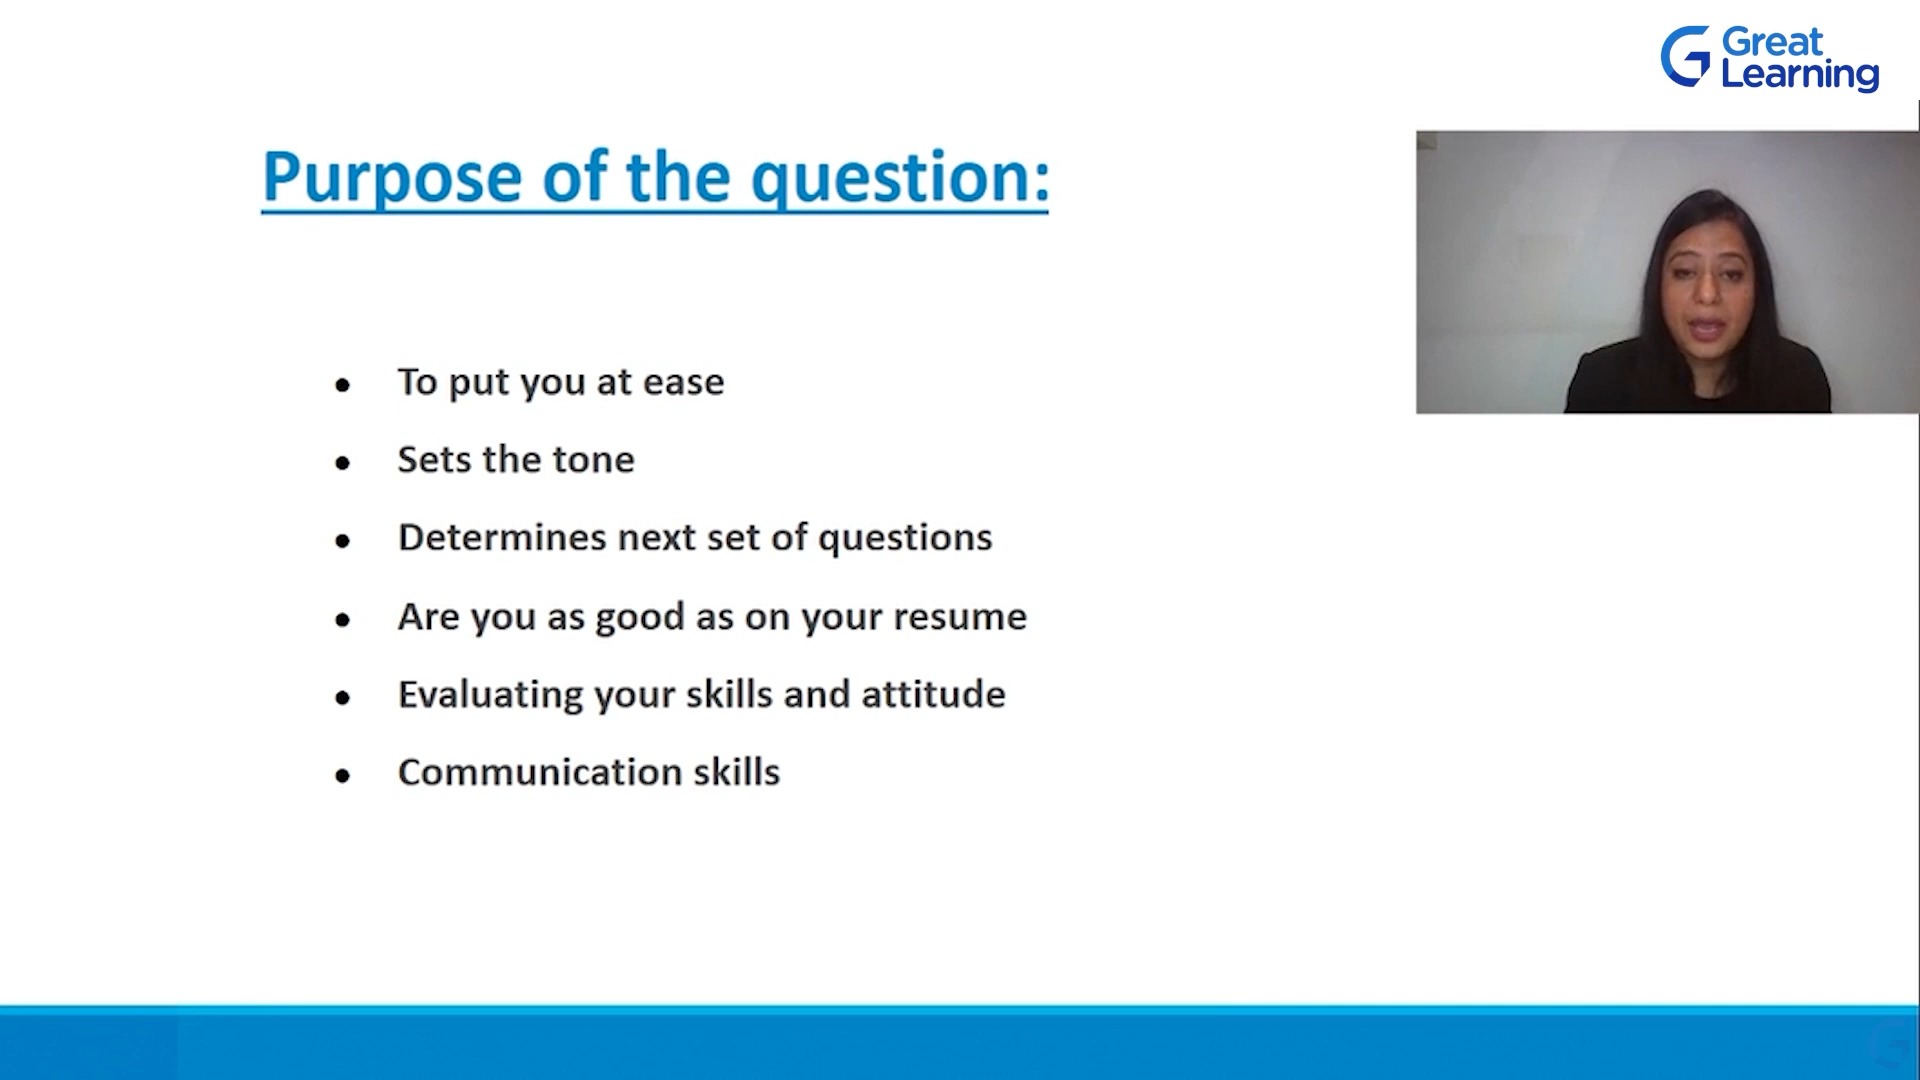 Great
Learning
Purpose of the question:
• To put you at ease
• Sets the tone
• Determines next set of questions
• Are you as good as on your resume
• Evaluating your skills and attitude
• Communication skills